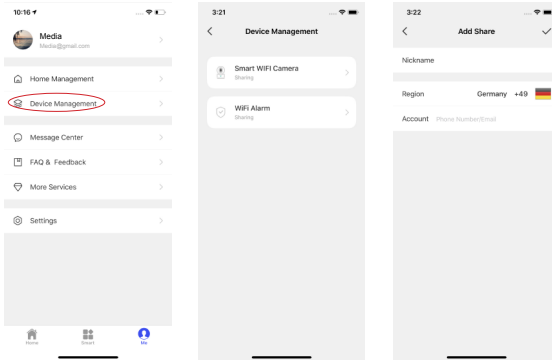 10:16
Media
Media@gmail.com
Home Management
Device Management
Message Center
FAQ & Feedback
More Services
Settings
Home
Smart
Me
3:21
Device Management
Smart WIFI Camera
Sharing
WiFi Alarm
Sharing
3:22
Add Share
Nickname
Region Germany +49
Account Phone Number/Email